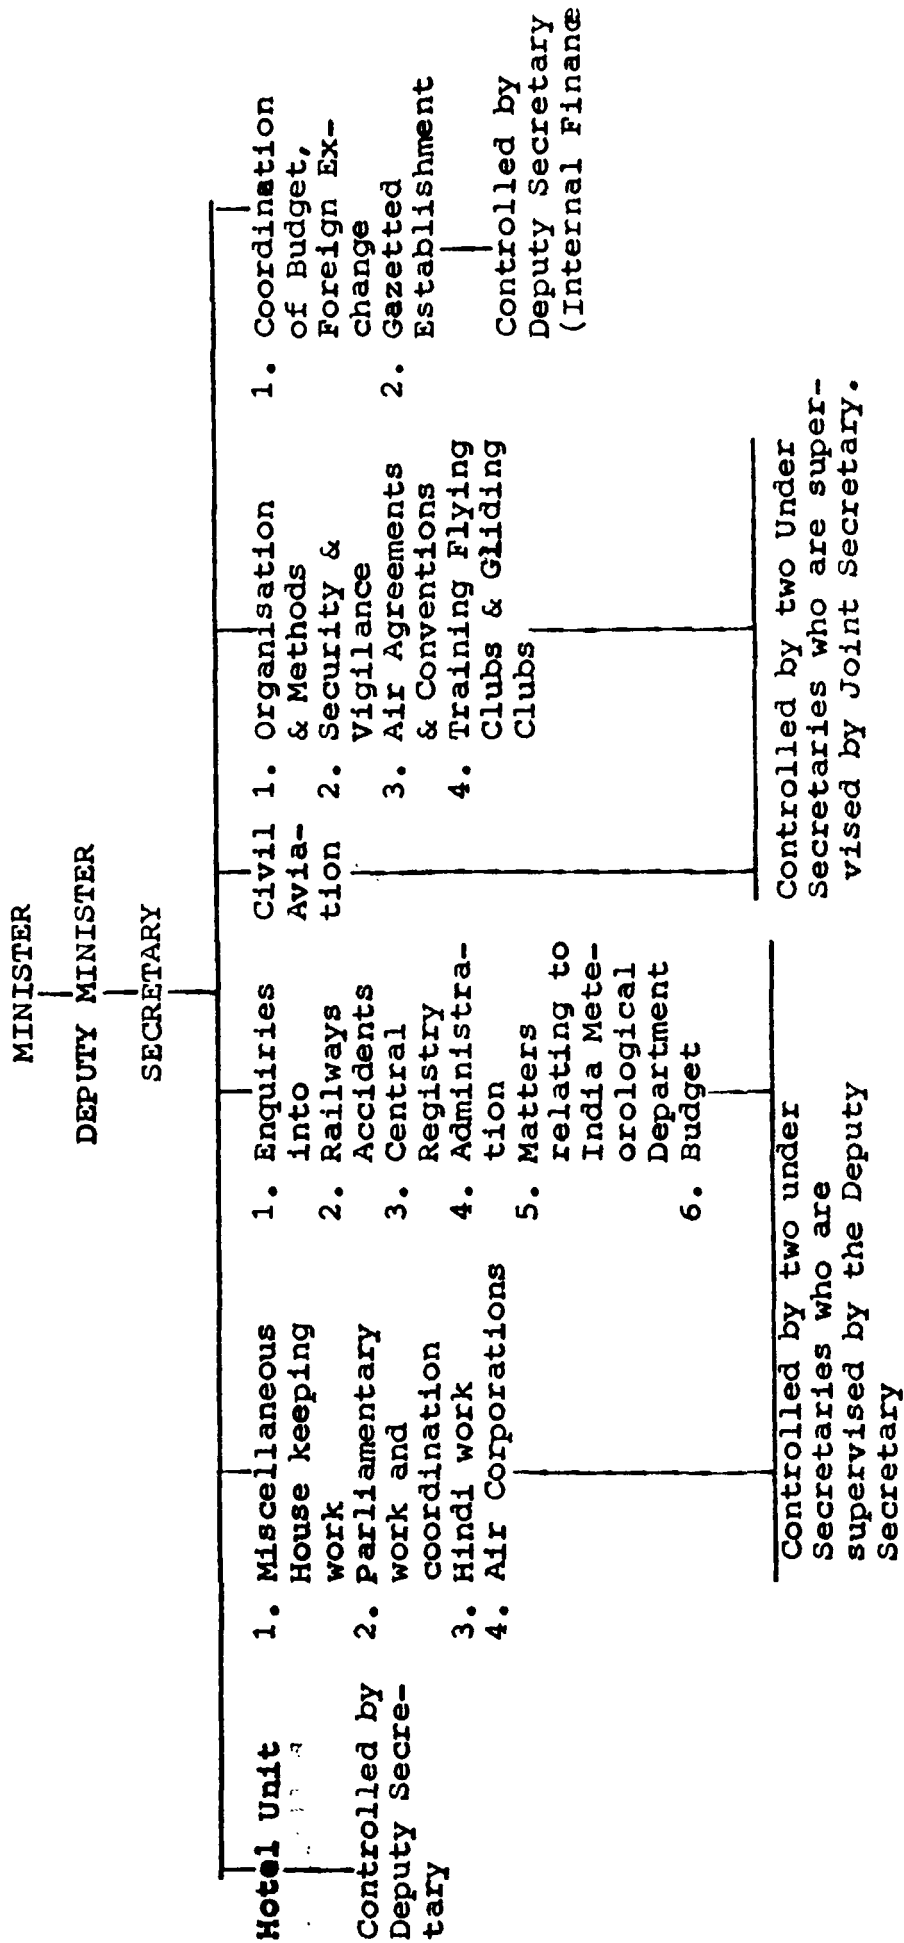 MINISTER
DEPUTY MINISTER
SECRETARY
Hotel Unit
Controlled by
Deputy Secre-
tary
1. Miscellaneous
House keeping
work
2. Parliamentary
work and
coordination
3. Hindi work
4. Air Corporations
1. Enquiries
into
2. Railways
Accidents
3. Central
Registry
4. Administra-
tion
5. Matters
relating to
India Mete-
orological
Department
6. Budget
Controlled by two under
Secretaries who are
supervised by the Deputy
Secretary
Civil
Avia-
tion
1. Organisation
& Methods
2. Security &
Vigilance
3. Air Agreements
& Conventions
4. Training Flying
Clubs & Gliding
Clubs
Controlled by two Under
Secretaries who are super-
vised by Joint Secretary.
1. Coordination
of Budget,
Foreign Ex-
change
2. Gazetted
Establishment
Controlled by
Deputy Secretary
(Internal Finance